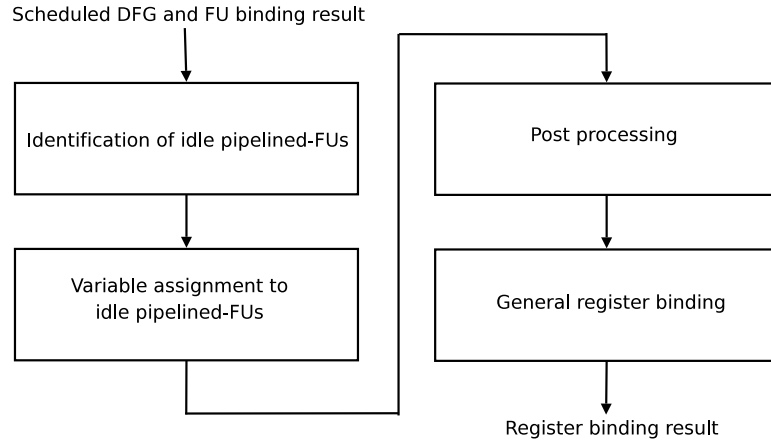 Scheduled DFG and FU binding result
Identification of idle pipelined-FUs
Variable assignment to
idle pipelined-FUs
Post processing
General register binding
Register binding result